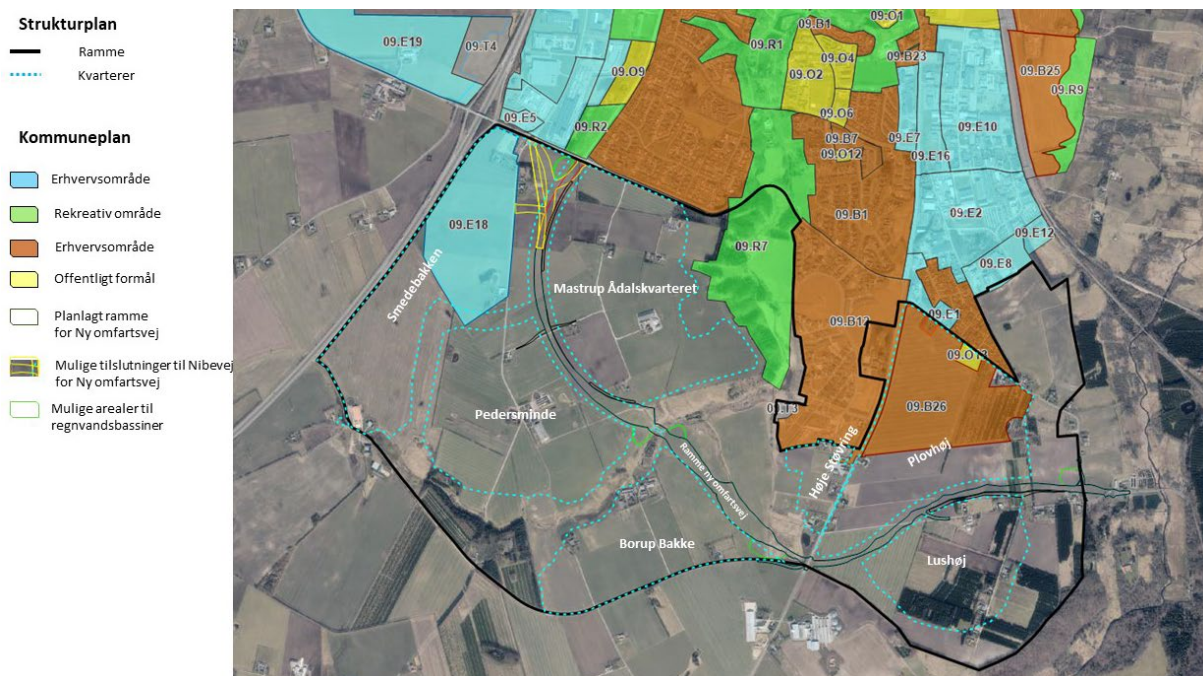 Strukturplan
Ramme
Kvarterer
Kommuneplan
Erhvervsområde
Rekreativ område
Erhvervsområde
Offentligt formål
Planlagt ramme
for Ny omfartsvej
Mulige tilslutninger til Nibevej
for Ny omfartsvej
Mulige arealer til
regnvandsbassiner
09.E19
09.T4
09.O9
09.E5
09.R2
09.R1
09.B1
09.O1
09.O2
09.O4
09.B23
09.O6
09.B7
09.O12
09.E7
09.E10
09.E16
09.B25
09.R9
09.E18
09.R7
09.B1
09.E2
09.E12
09.E8
09.E1
09.B12
09.B26
Smedebakken
Mastrup Ådalskvarteret
Pedersminde
Ramme ny omfartsvej
Høje Støvring
Plovhøj
Borup Bakke
Lushøj